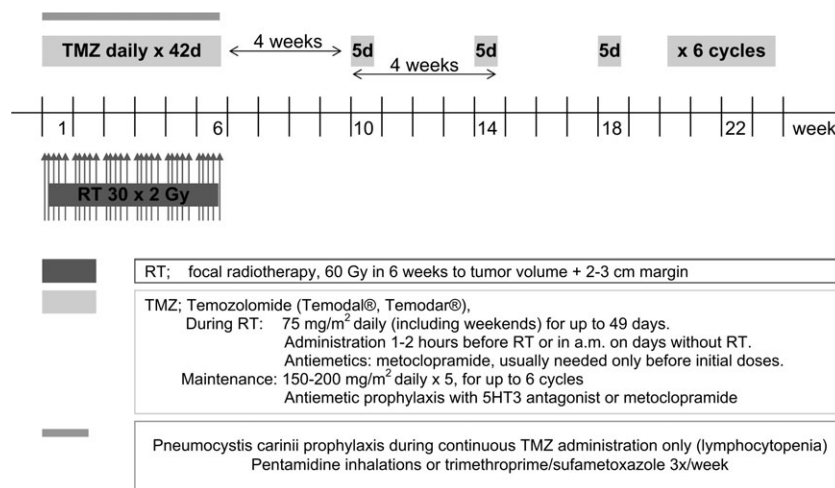 TMZ daily x 42d
4 weeks
5d
5d
5d
x 6 cycles
4 weeks
1
6
10
14
18
22
week
RT 30 x 2 Gy
RT; focal radiotherapy, 60 Gy in 6 weeks to tumor volume + 2-3 cm margin
TMZ; Temozolomide (Temodal®, Temodar®),
During RT: 75 mg/m² daily (including weekends) for up to 49 days.
Administration 1-2 hours before RT or in a.m. on days without RT.
Antiemetics: metoclopramide, usually needed only before initial doses.
Maintenance: 150-200 mg/m² daily x 5, for up to 6 cycles
Antiemetic prophylaxis with 5HT3 antagonist or metoclopramide
Pneumocystis carinii prophylaxis during continuous TMZ administration only (lymphocytopenia)
Pentamidine inhalations or trimethroprime/sufametoxazole 3x/week